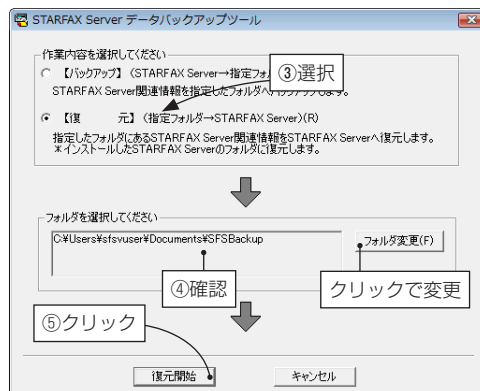 STARFAX Server データバックアップツール
作業内容を選択してください
【バックアップ】（STARFAX Server→指定フォ
③選択
STARFAX Server関連情報を指定したフォルダへバックアップします。
【復 元】（指定フォルダ→STARFAX Server）(R)
指定したフォルダにあるSTARFAX Server関連情報をSTARFAX Serverへ復元します。
＊インストールしたSTARFAX Serverのフォルダに復元します。
フォルダを選択してください
C:¥Users¥sfsvuser¥Documents¥SFSBackup
フォルダ変更(F)
④確認
クリックで変更
⑤クリック
復元開始
キャンセル